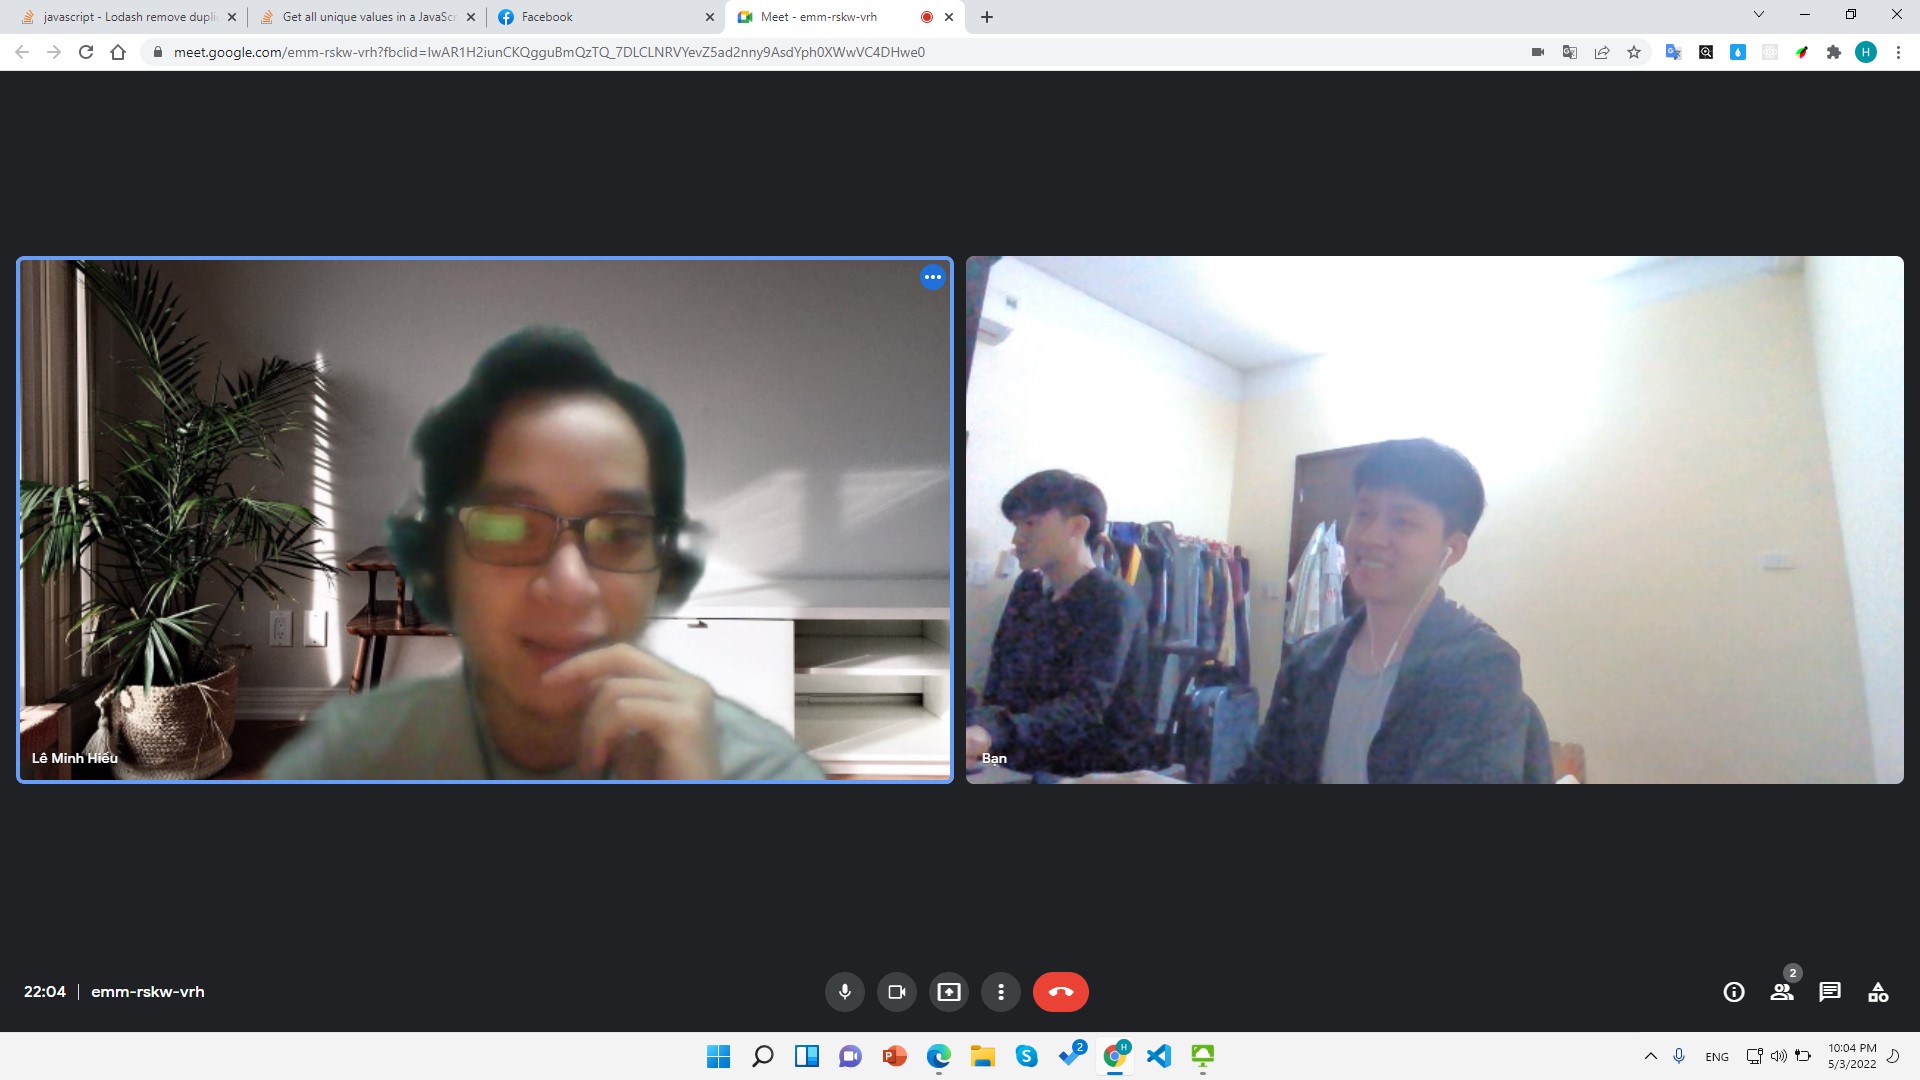 javascript - Lodash remove dupli
Get all unique values in a JavaScr
Facebook
Meet - emm-rskw-vrh
meet.google.com/emm-rskw-vrh?fbclid=IwAR1H2iunCKQgguBmQzTQ_7DLCLNRVYevZ5ad2nny9AsdYph0XWwVC4DHwe0
H
Lê Minh Hiếu
Bạn
22:04 | emm-rskw-vrh
2
2
H
ENG
10:04 PM
5/3/2022